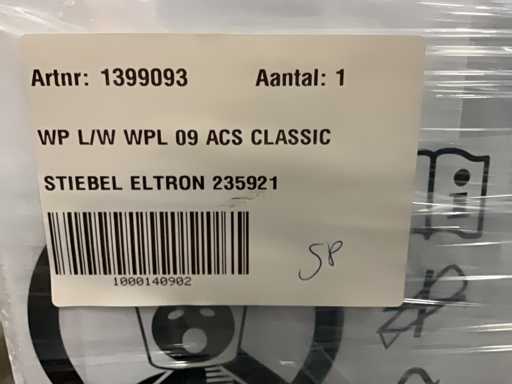 Artnr: 1399093 Aantal: 1
WP L/W WPL 09 ACS CLASSIC
STIEBEL ELTRON 235921
1000140902
SP